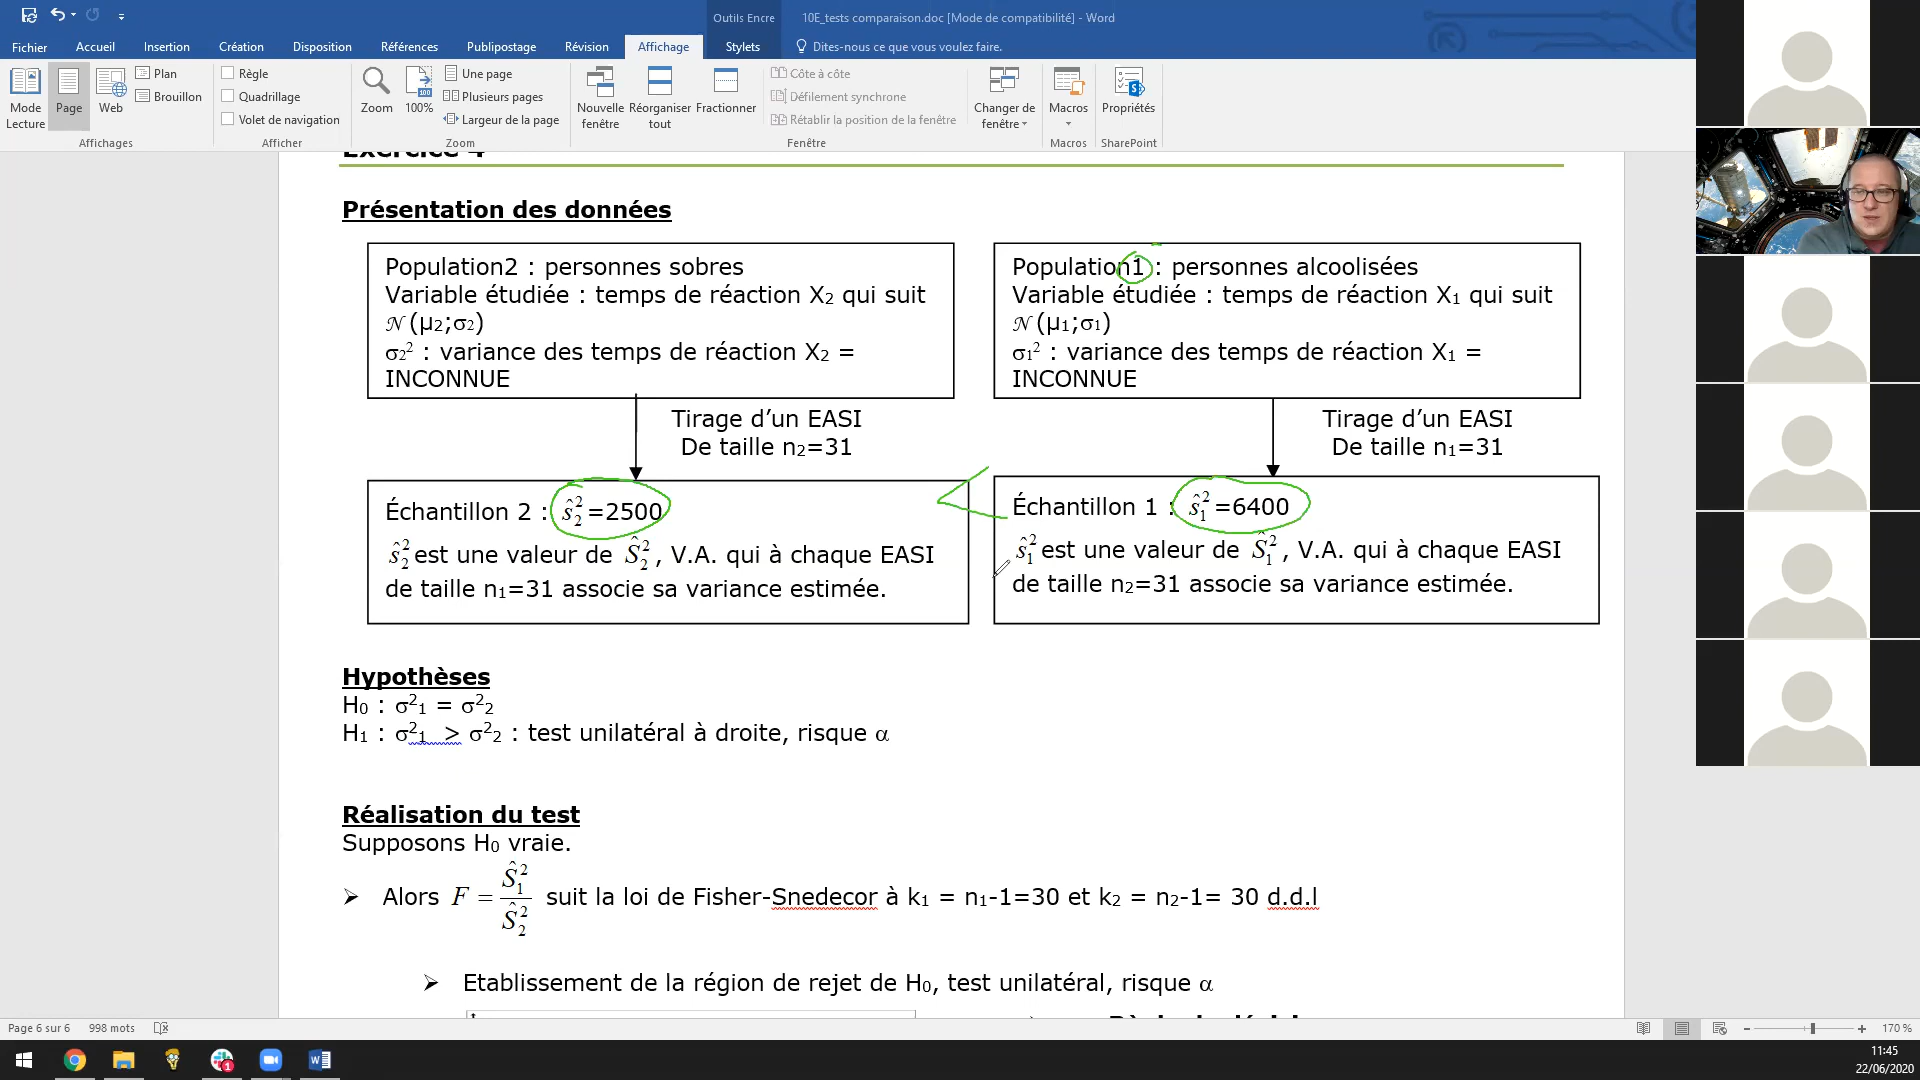 Outils Encre
10E_tests comparaison.doc [Mode de compatibilité] - Word
Fichier Accueil Insertion Création Disposition Références Publipostage Révision Affichage Stylets Dites-nous ce que vous voulez faire.
Mode Lecture
Page
Web
Plan
Brouillon
Affichages
Règle
Quadrillage
Volet de navigation
Afficher
Zoom
100%
Une page
Plusieurs pages
Largeur de la page
Zoom
Nouvelle fenêtre
Réorganiser tout
Fractionner
Côte à côte
Défilement synchrone
Rétablir la position de la fenêtre
Changer de fenêtre
Fenêtre
Macros
Macros
Propriétés
SharePoint
Exercice 4
Présentation des données
Population2 : personnes sobres
Variable étudiée : temps de réaction X₂ qui suit
𝒩 (µ₂;σ₂)
σ₂² : variance des temps de réaction X₂ =
INCONNUE
Population1 : personnes alcoolisées
Variable étudiée : temps de réaction X₁ qui suit
𝒩 (µ₁;σ₁)
σ₁² : variance des temps de réaction X₁ =
INCONNUE
Tirage d’un EASI
De taille n₂=31
Tirage d’un EASI
De taille n₁=31
Échantillon 2 : ŝ₂²=2500
ŝ₂² est une valeur de Ŝ₂², V.A. qui à chaque EASI
de taille n₁=31 associe sa variance estimée.
Échantillon 1 : ŝ₁²=6400
ŝ₁² est une valeur de Ŝ₁², V.A. qui à chaque EASI
de taille n₂=31 associe sa variance estimée.
Hypothèses
H₀ : σ²₁ = σ²₂
H₁ : σ²₁ > σ²₂ : test unilatéral à droite, risque α
Réalisation du test
Supposons H₀ vraie.
➢ Alors F = Ŝ₁² / Ŝ₂² suit la loi de Fisher-Snedecor à k₁ = n₁-1=30 et k₂ = n₂-1= 30 d.d.l
➢ Etablissement de la région de rejet de H₀, test unilatéral, risque α
Page 6 sur 6 998 mots
170 %
1
11:45
22/06/2020